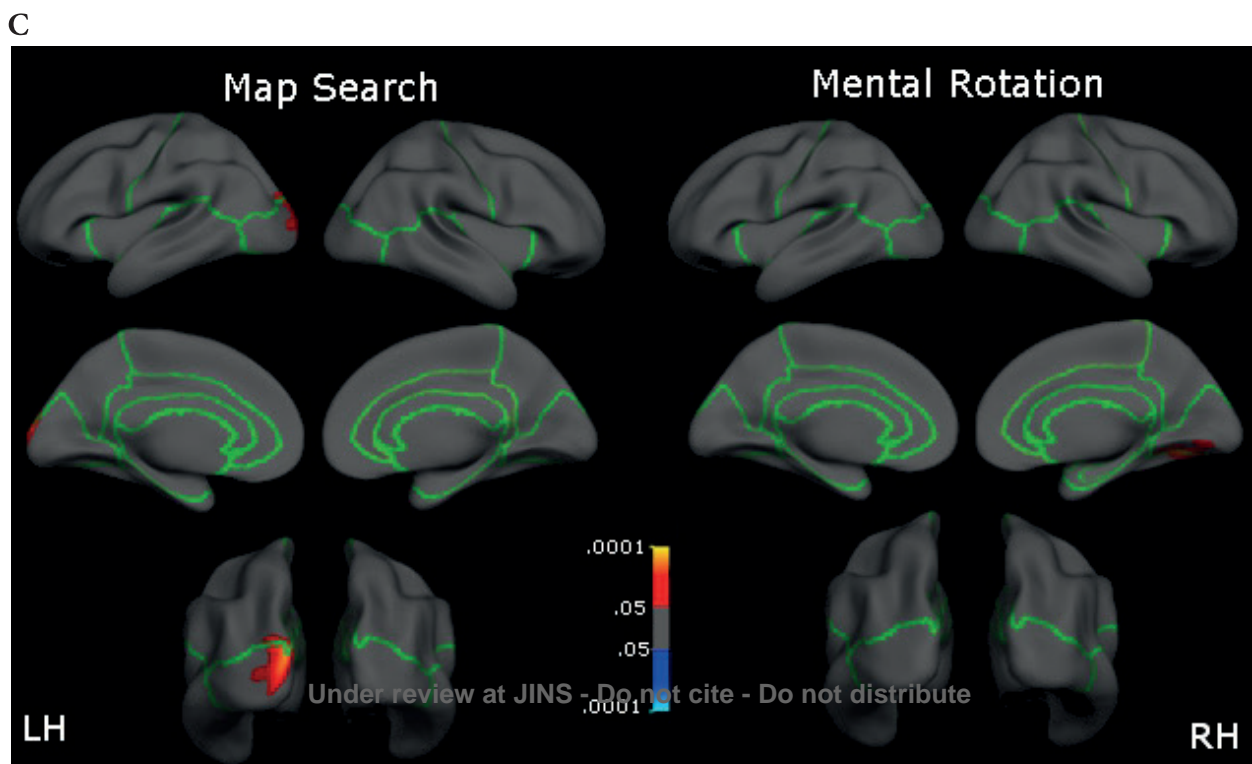 C
Map Search
Mental Rotation
.0001
.05
.05
.0001
Under review at JINS - Do not cite - Do not distribute
LH
RH